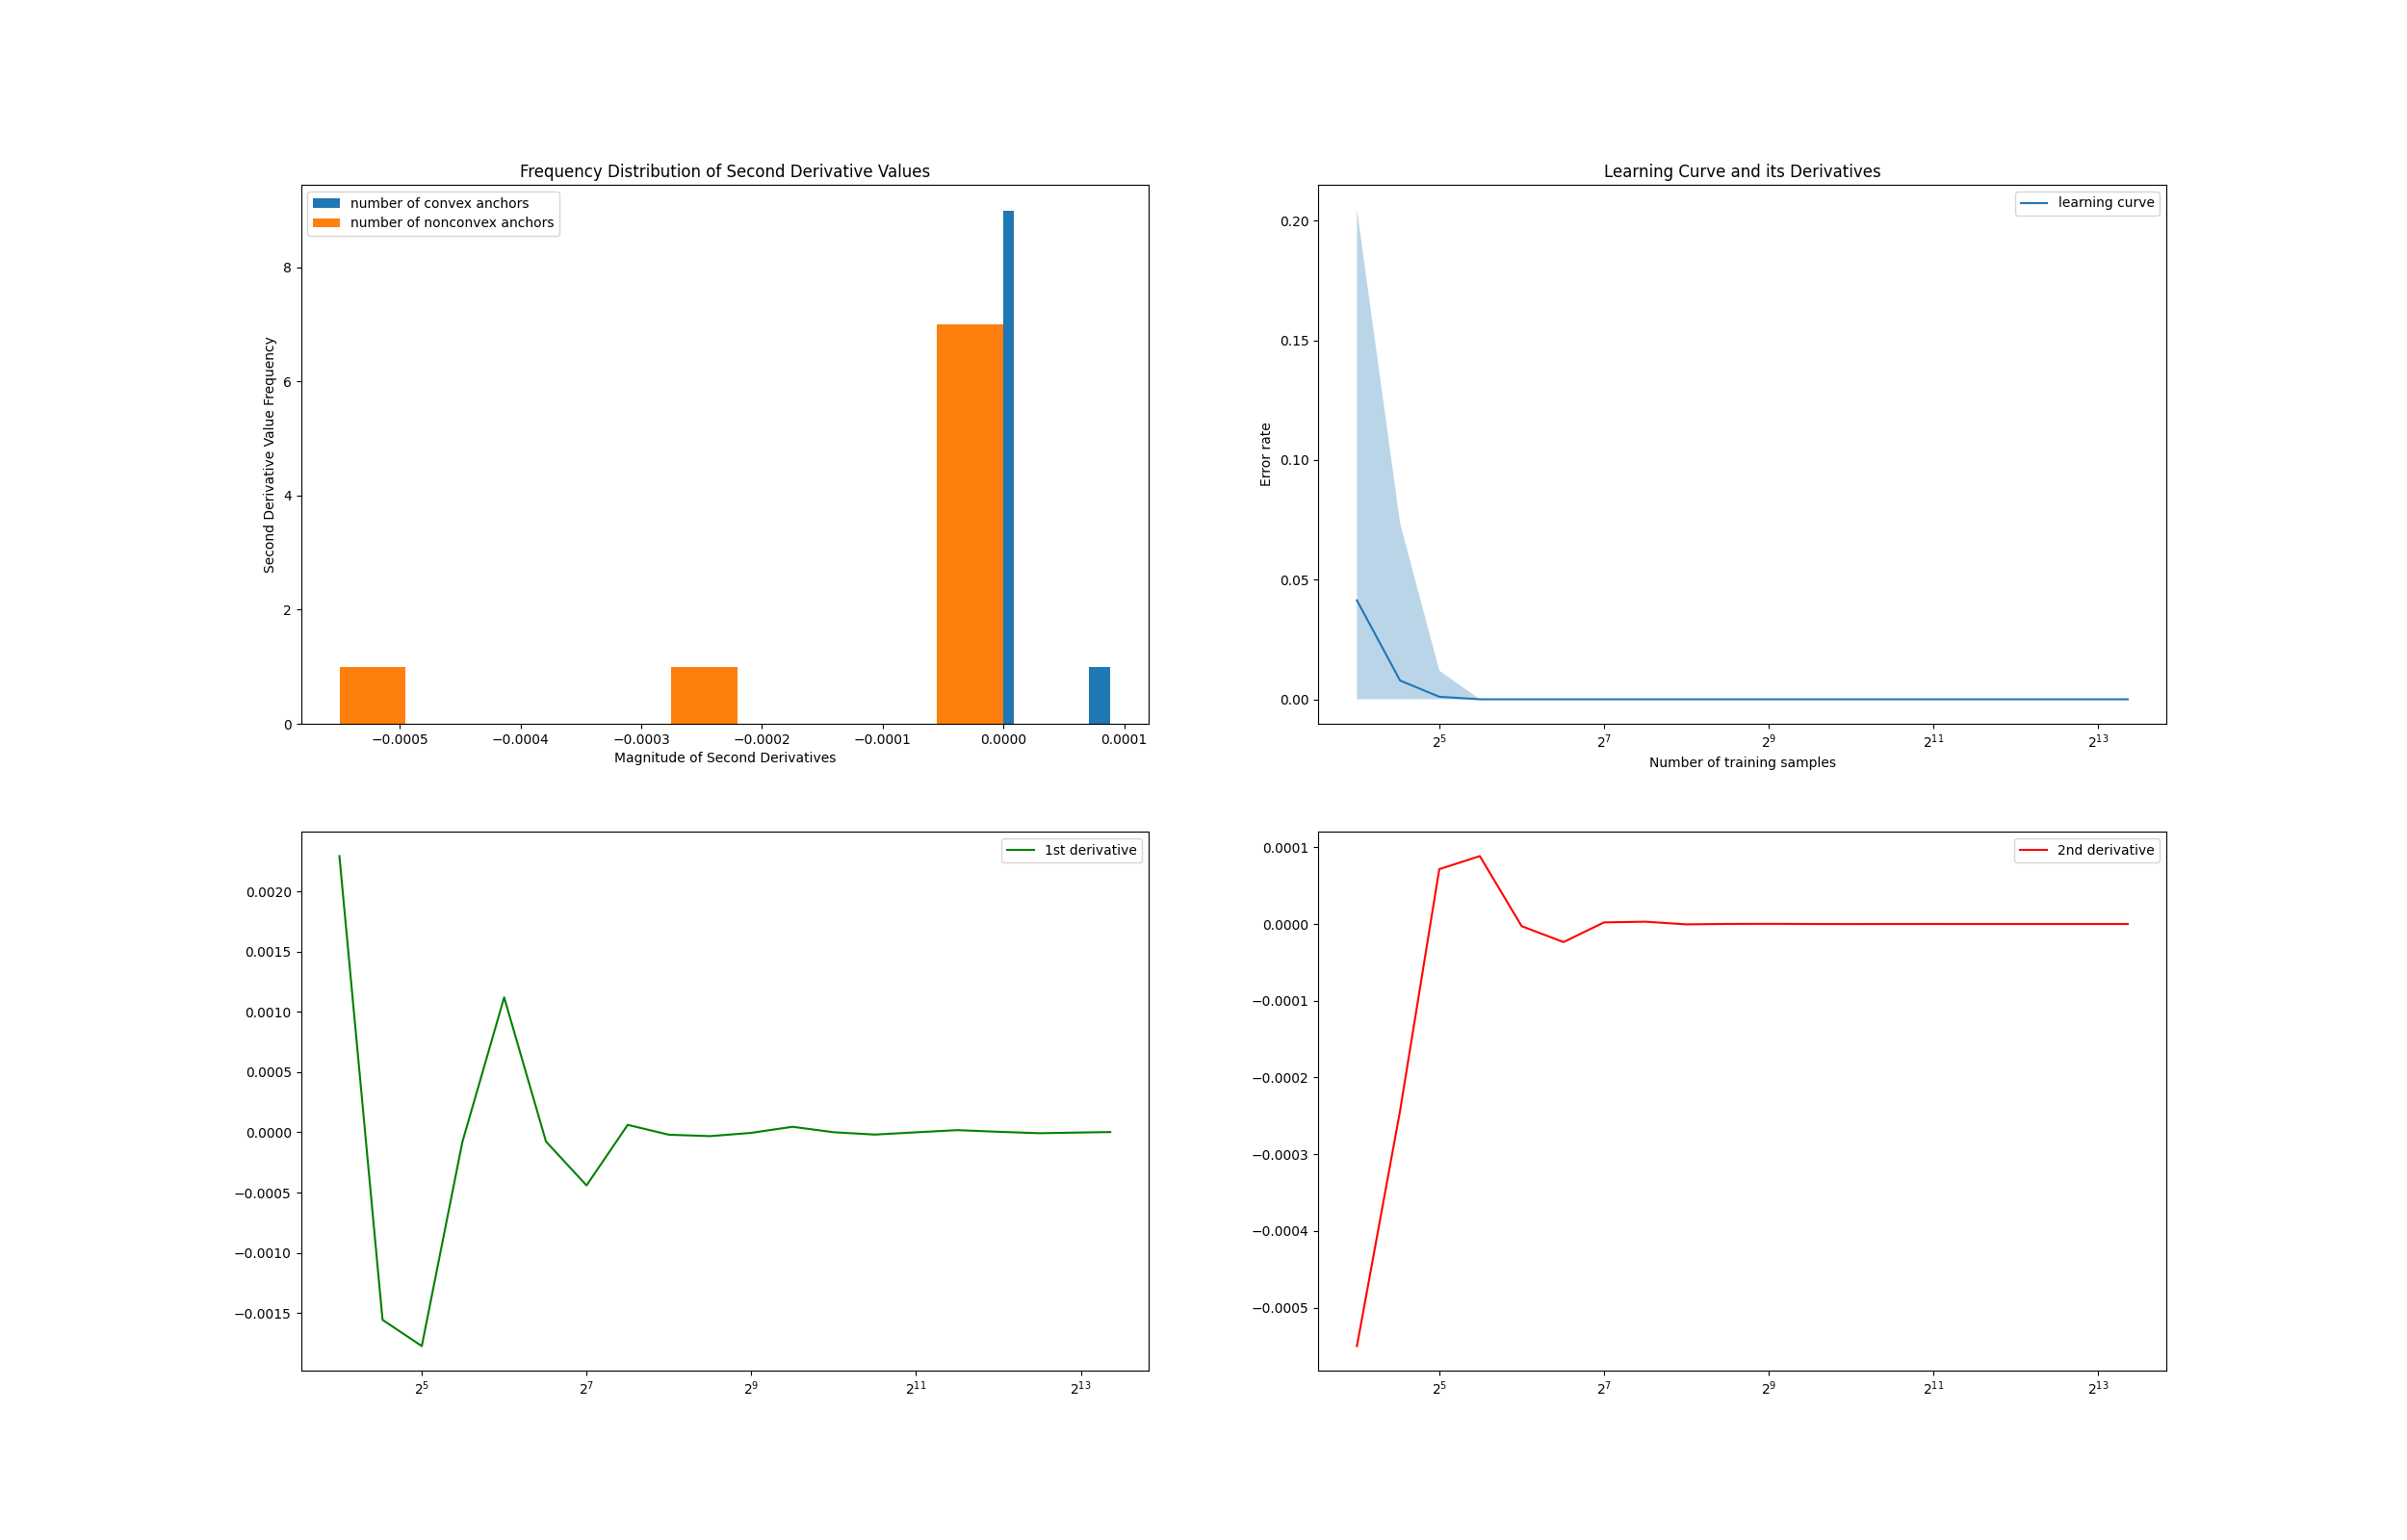 Frequency Distribution of Second Derivative Values
number of convex anchors
number of nonconvex anchors
8
6
4
2
0
Second Derivative Value Frequency
−0.0005 −0.0004 −0.0003 −0.0002 −0.0001 0.0000 0.0001
Magnitude of Second Derivatives
Learning Curve and its Derivatives
learning curve
0.20
0.15
0.10
0.05
0.00
Error rate
2^5 2^7 2^9 2^11 2^13
Number of training samples
1st derivative
0.0020
0.0015
0.0010
0.0005
0.0000
−0.0005
−0.0010
−0.0015
2^5 2^7 2^9 2^11 2^13
2nd derivative
0.0001
0.0000
−0.0001
−0.0002
−0.0003
−0.0004
−0.0005
2^5 2^7 2^9 2^11 2^13